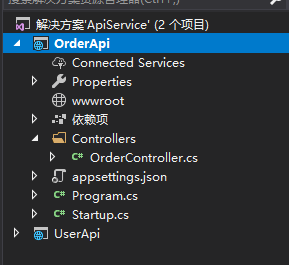 解决方案'ApiService' (2 个项目)
OrderApi
Connected Services
Properties
wwwroot
依赖项
Controllers
C# OrderController.cs
appsettings.json
C# Program.cs
C# Startup.cs
UserApi